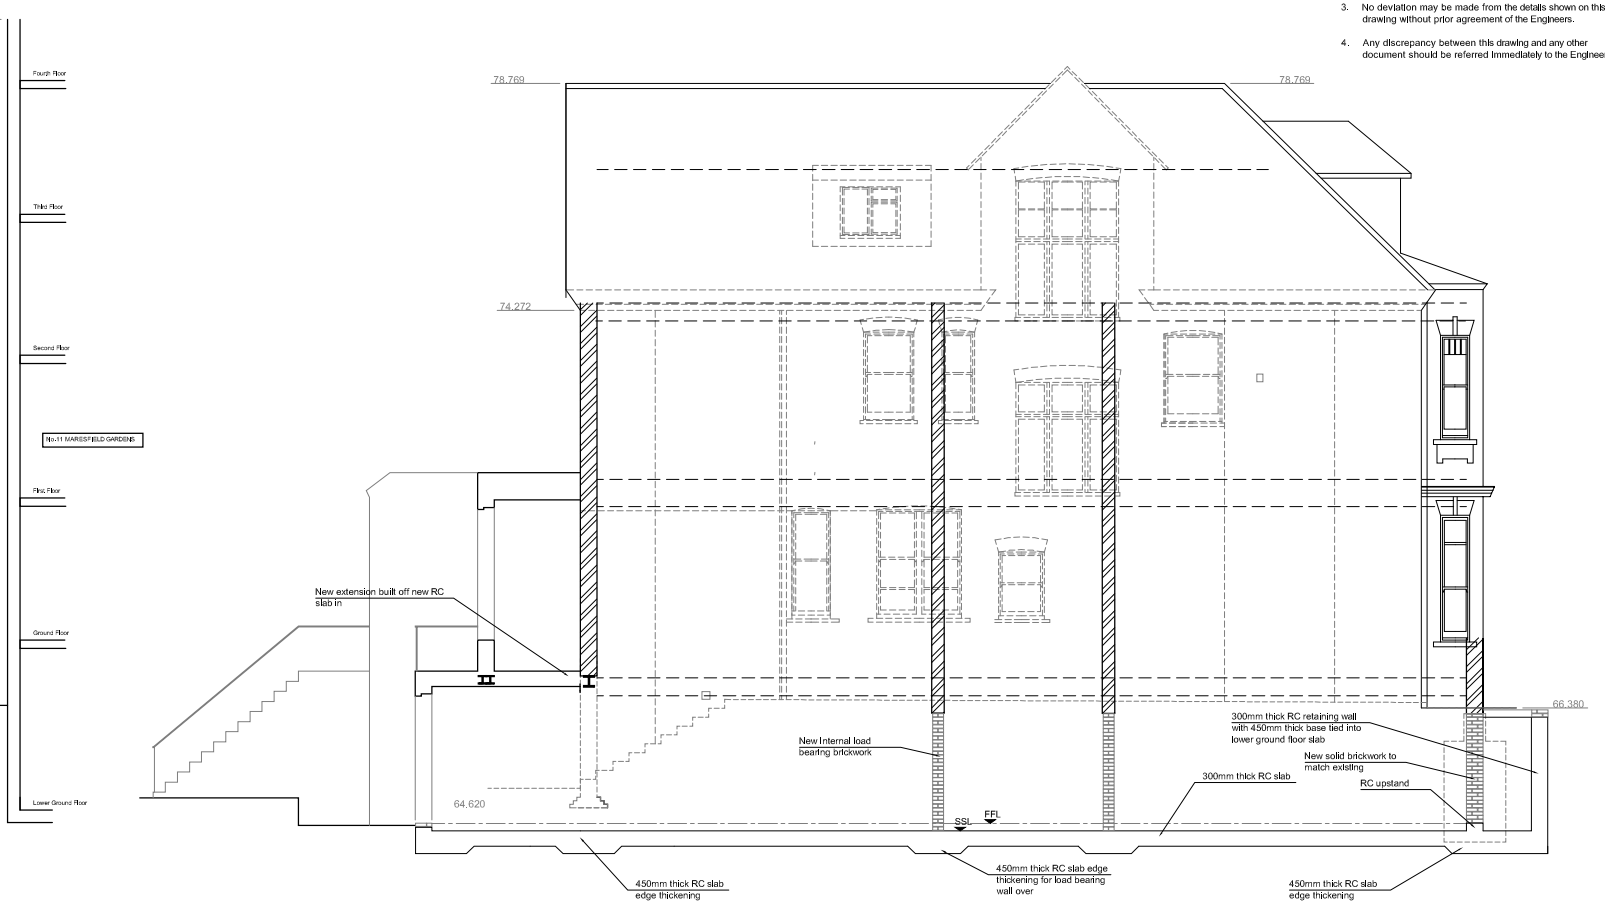 3. No deviation may be made from the details shown on this
drawing without prior agreement of the Engineers.
4. Any discrepancy between this drawing and any other
document should be referred immediately to the Enginee
Fourth Floor
78.769
78.769
Third Floor
74.272
Second Floor
No.11 MARESFIELD GARDENS
First Floor
New extension built off new RC
slab in
Ground Floor
66.380
300mm thick RC retaining wall
with 450mm thick base tied into
lower ground floor slab
New internal load
bearing brickwork
New solid brickwork to
match existing
300mm thick RC slab
RC upstand
Lower Ground Floor
64.620
SSL
FFL
450mm thick RC slab edge
thickening for load bearing
wall over
450mm thick RC slab
edge thickening
450mm thick RC slab
edge thickening